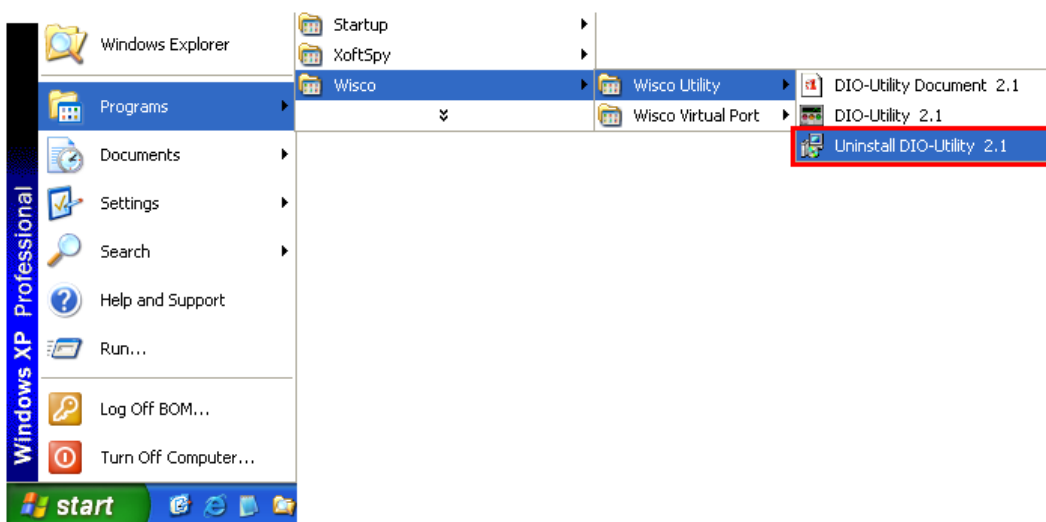 Windows Explorer
Programs
Documents
Settings
Search
Help and Support
Run...
Log Off BOM...
Turn Off Computer...
Windows XP Professional
start
Startup
XoftSpy
Wisco
Wisco Utility
Wisco Virtual Port
DIO-Utility Document 2.1
DIO-Utility 2.1
Uninstall DIO-Utility 2.1